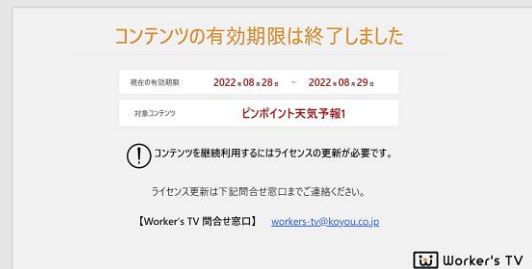 コンテンツの有効期限は終了しました
現在の有効期限 2022年08月28日 ~ 2022年08月29日
対象コンテンツ ピンポイント天気予報1
コンテンツを継続利用するにはライセンスの更新が必要です。
ライセンス更新は下記問合せ窓口までご連絡ください。
【Worker's TV 問合せ窓口】 workers-tv@koyou.co.jp
Worker's TV